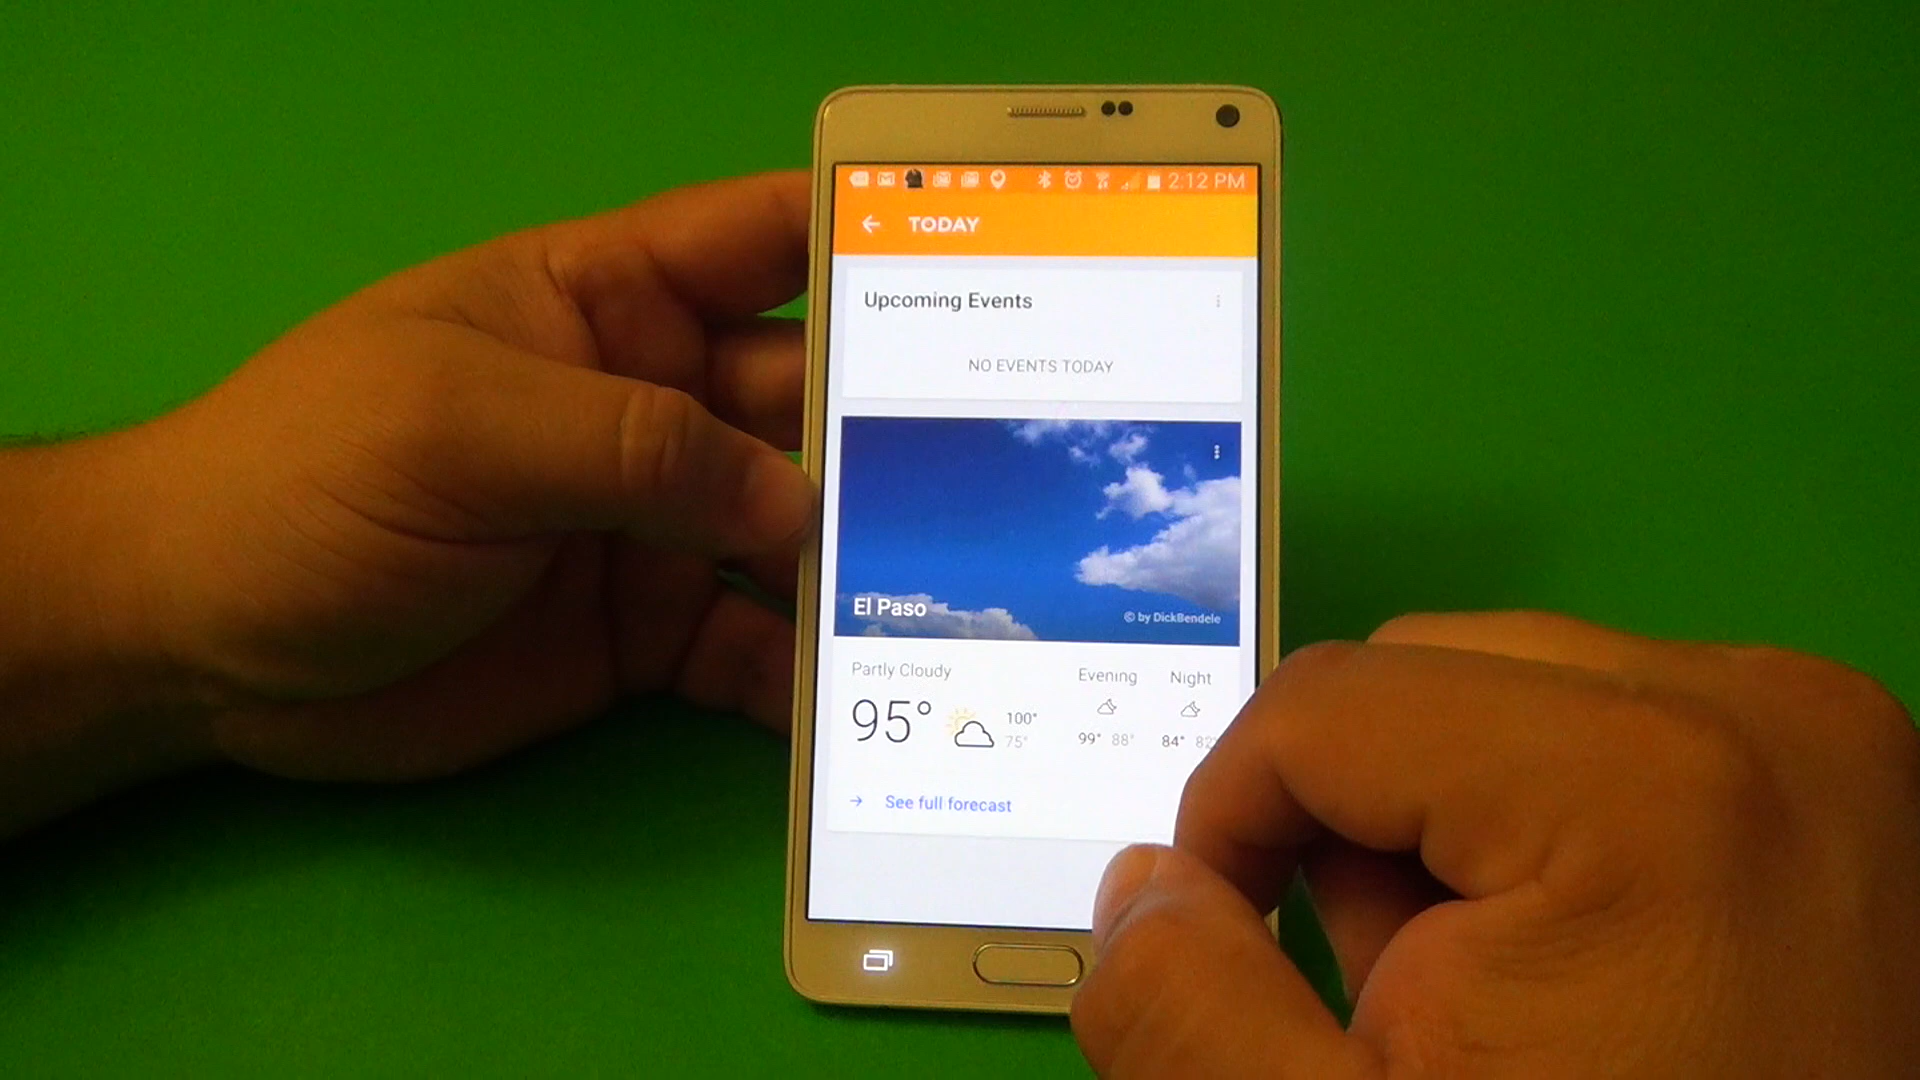 2:12 PM
TODAY
Upcoming Events
NO EVENTS TODAY
El Paso
© by DickBendele
Partly Cloudy
Evening
Night
95°
100°
75°
99° 88°
84° 82°
See full forecast